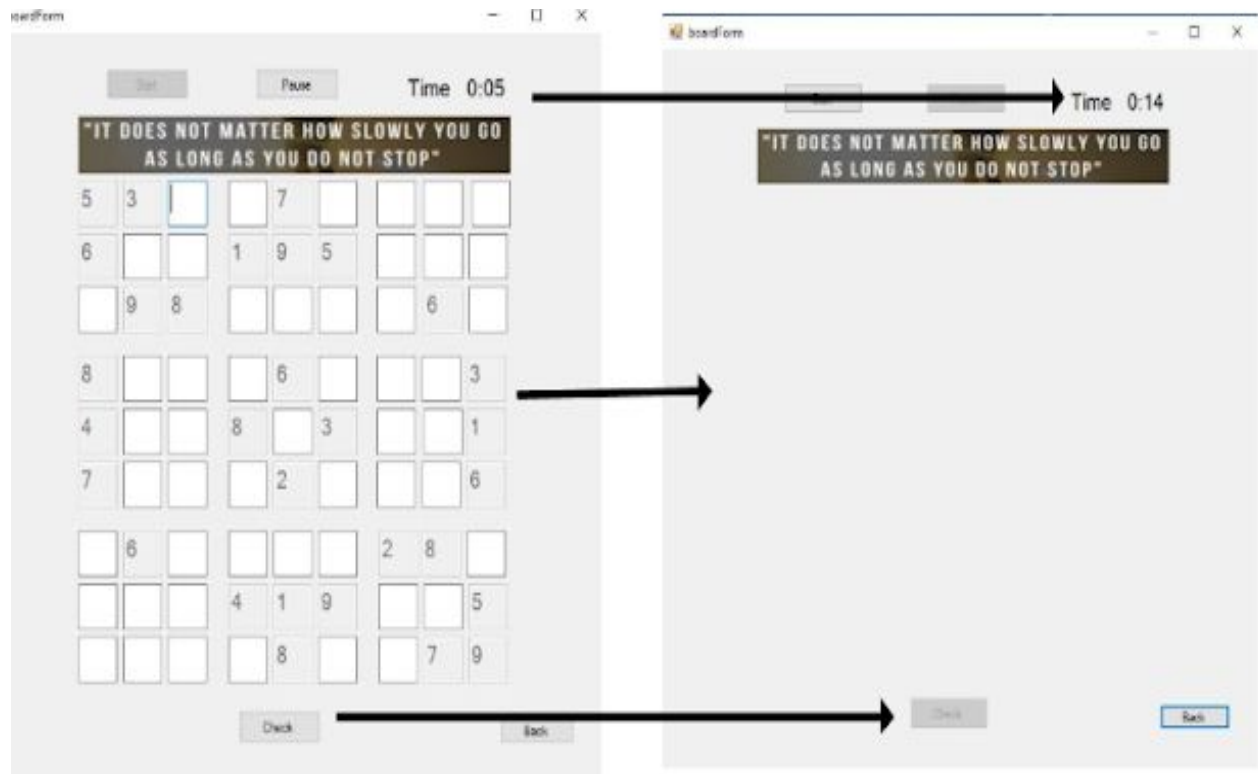 boardForm
Pause
Time 0:05
"IT DOES NOT MATTER HOW SLOWLY YOU GO
AS LONG AS YOU DO NOT STOP"
5 3 7
6 1 9 5
9 8 6
8 6 3
4 8 3 1
7 2 6
6 2 8
4 1 9 5
8 7 9
Check
Back
boardForm
Time 0:14
"IT DOES NOT MATTER HOW SLOWLY YOU GO
AS LONG AS YOU DO NOT STOP"
Check
Back